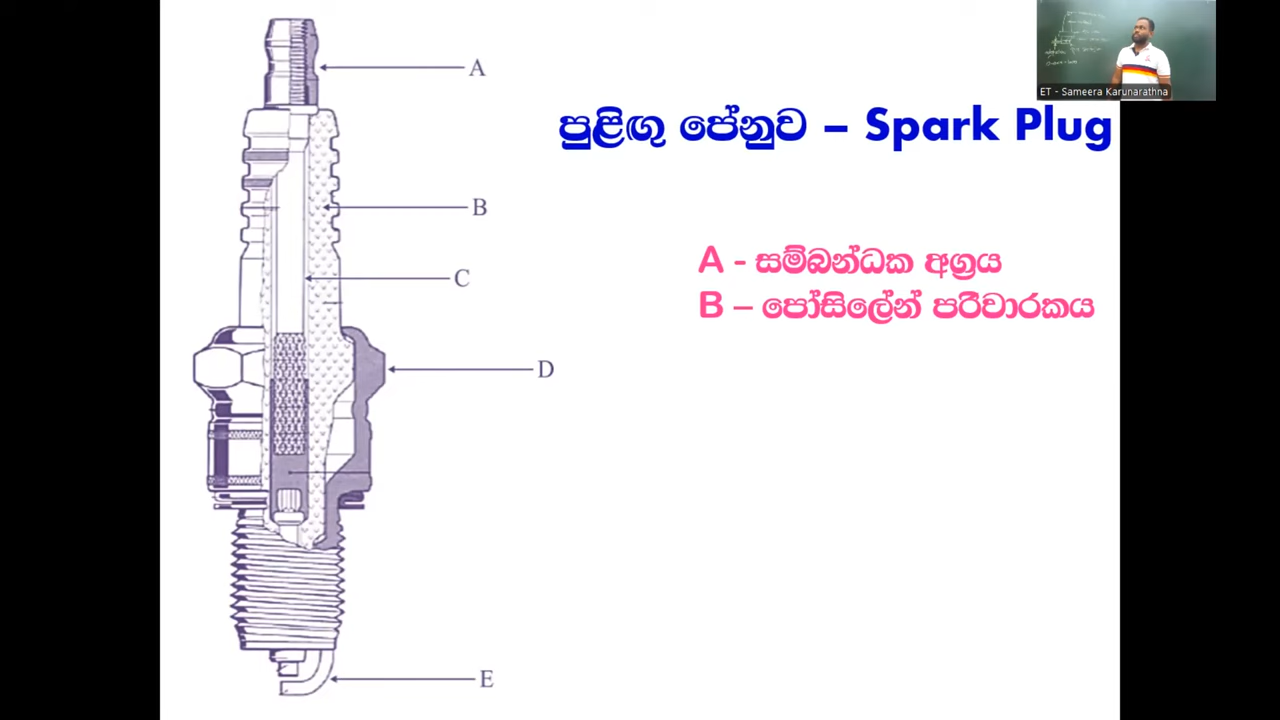 ET - Sameera Karunarathna
පුළිඟු පේනුව – Spark Plug
A
B
C
D
E
A - සම්බන්ධක අග්‍රය
B – පෝසිලේන් පරිවාරකය